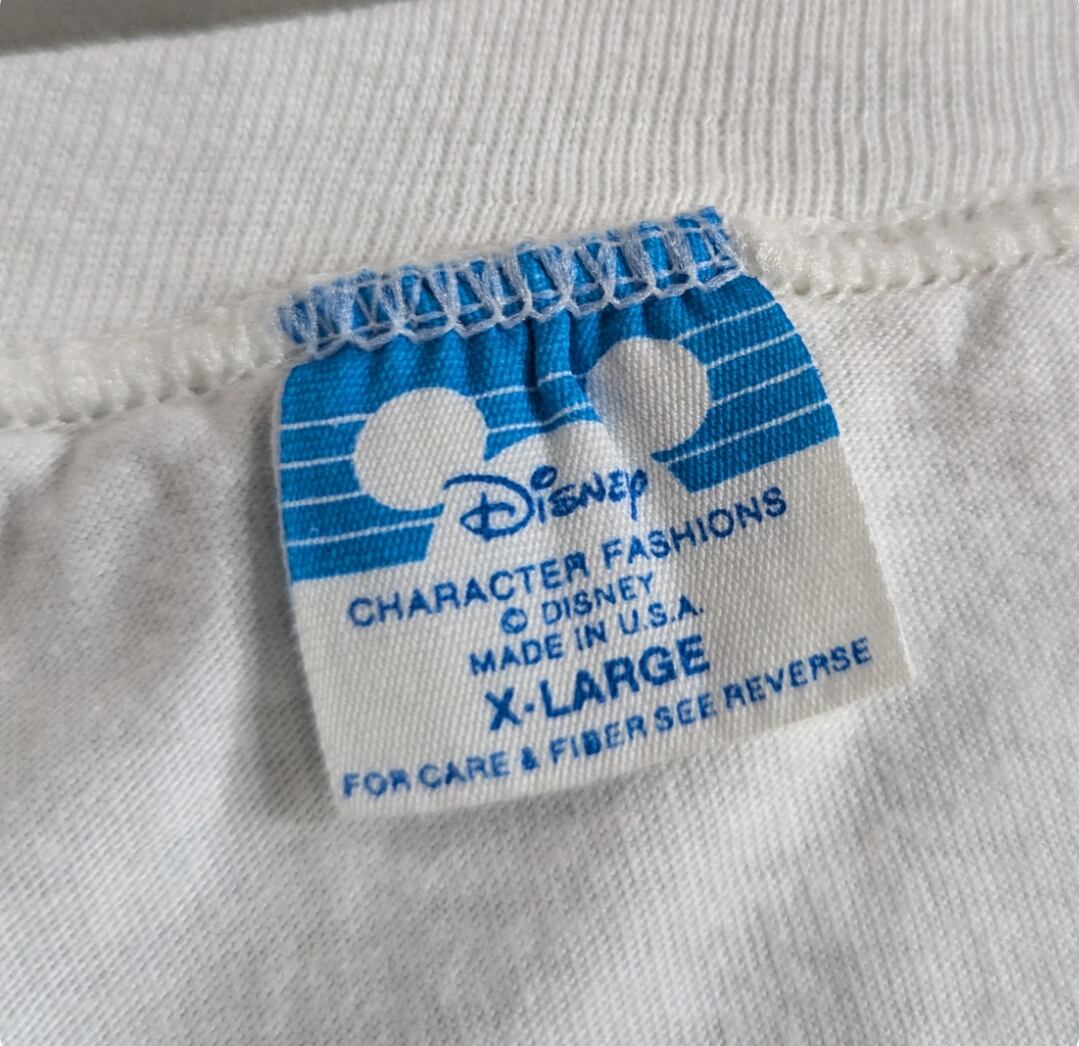 Disney
CHARACTER FASHIONS
© DISNEY
MADE IN U.S.A.
X-LARGE
FOR CARE & FIBER SEE REVERSE